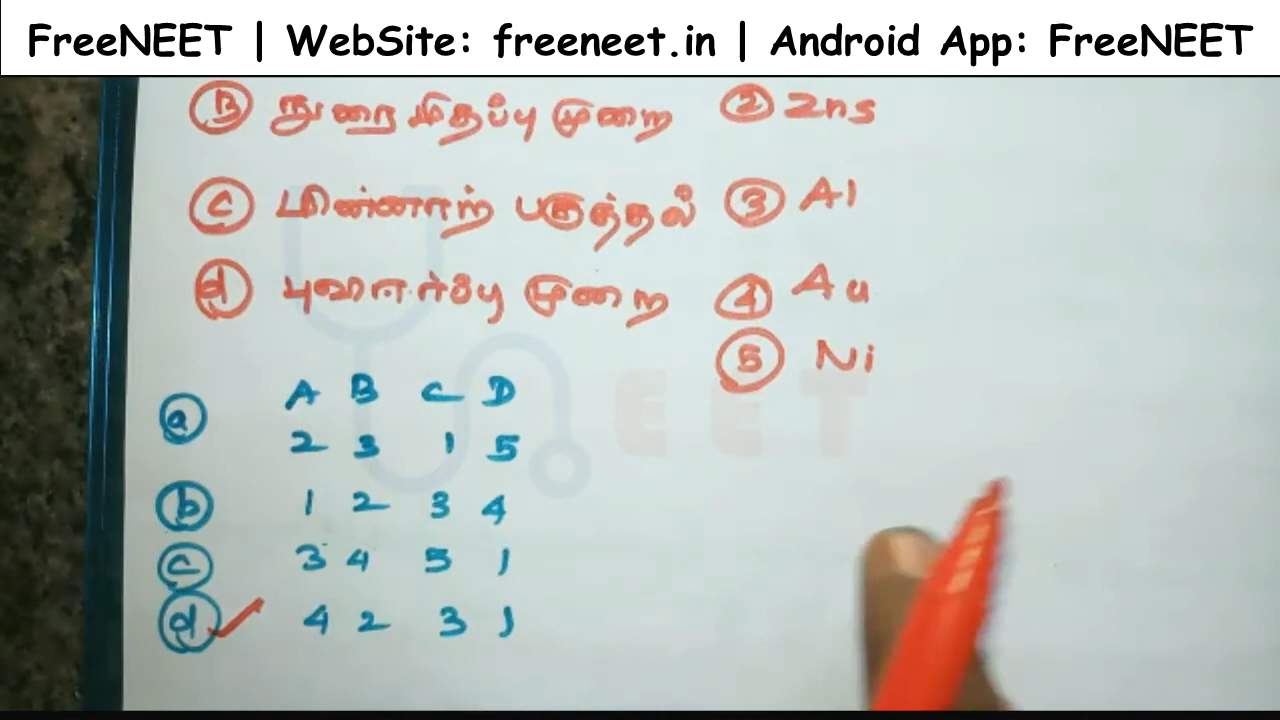 FreeNEET | WebSite: freeneet.in | Android App: FreeNEET
B நுரை மிதப்பு முறை 2 Zns
C மின்னாற் பகுத்தல் 3 Al
d முறை 4 Au
5 Ni
a A B C D
2 3 1 5
b 1 2 3 4
c 3 4 5 1
d 4 2 3 1
EET